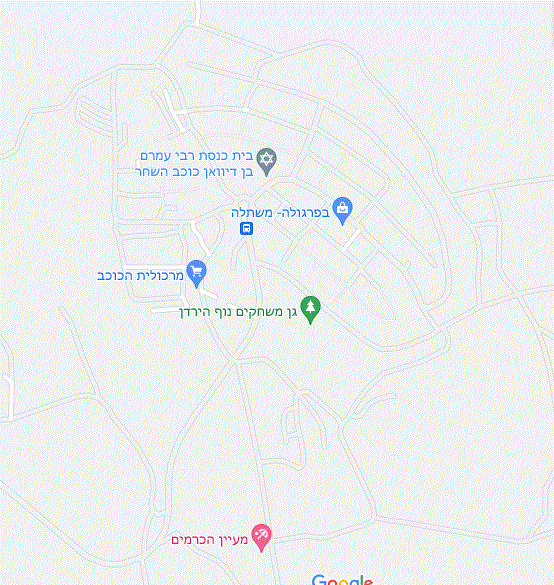 בית כנסת רבי עמרם
בן דיוואן כוכב השחר
בפרגולה- משתלה
מרכולית הכוכב
גן משחקים נוף הירדן
מעיין הכרמים
Google